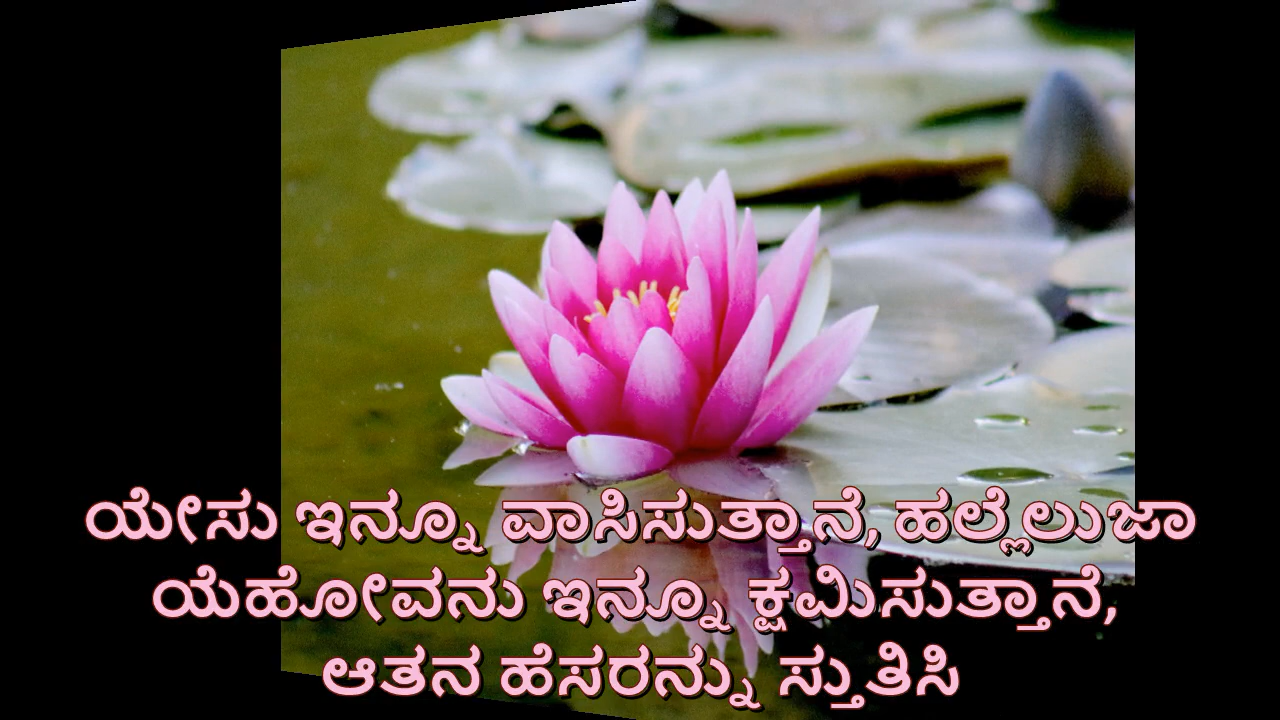 ಯೇಸು ಇನ್ನೂ ವಾಸಿಸುತ್ತಾನೆ, ಹಲ್ಲೆಲುಜಾ
ಯೆಹೋವನು ಇನ್ನೂ ಕ್ಷಮಿಸುತ್ತಾನೆ,
ಆತನ ಹೆಸರನ್ನು ಸ್ತುತಿಸಿ